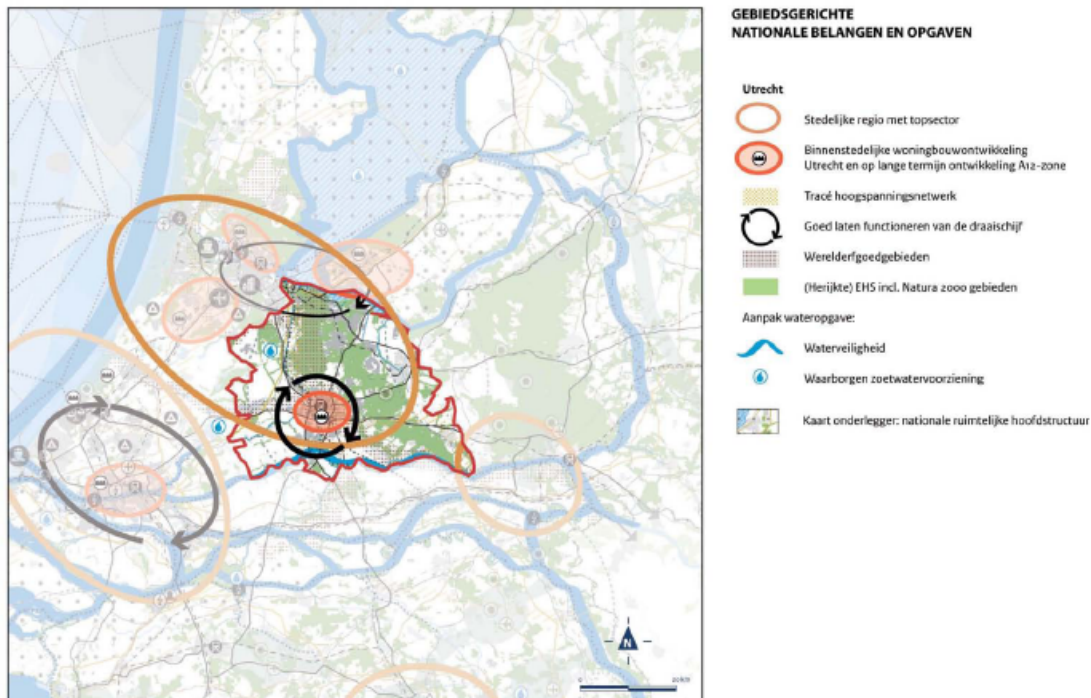 GEBIEDSGERICHTE
NATIONALE BELANGEN EN OPGAVEN
Utrecht
Stedelijke regio met topsector
Binnenstedelijke woningbouwontwikkeling
Utrecht en op lange termijn ontwikkeling A12-zone
Tracé hoogspanningsnetwerk
Goed laten functioneren van de draaischijf
Werelderfgoedgebieden
(Herijkte) EHS incl. Natura 2000 gebieden
Aanpak wateropgave:
Waterveiligheid
Waarborgen zoetwatervoorziening
Kaart onderlegger: nationale ruimtelijke hoofdstructuur
N
0